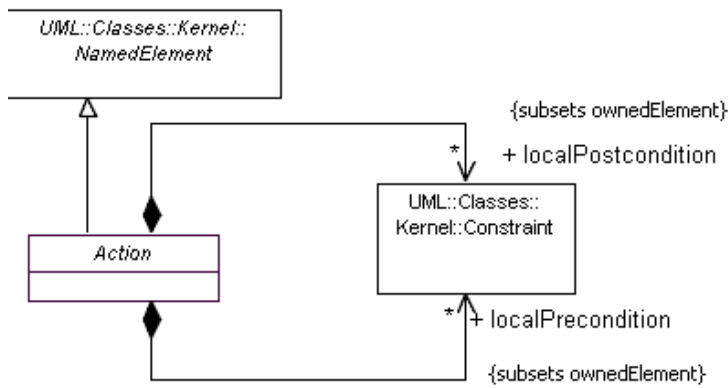 UML::Classes::Kernel::
NamedElement
{subsets ownedElement}
*
+ localPostcondition
UML::Classes::
Kernel::Constraint
Action
*
+ localPrecondition
{subsets ownedElement}